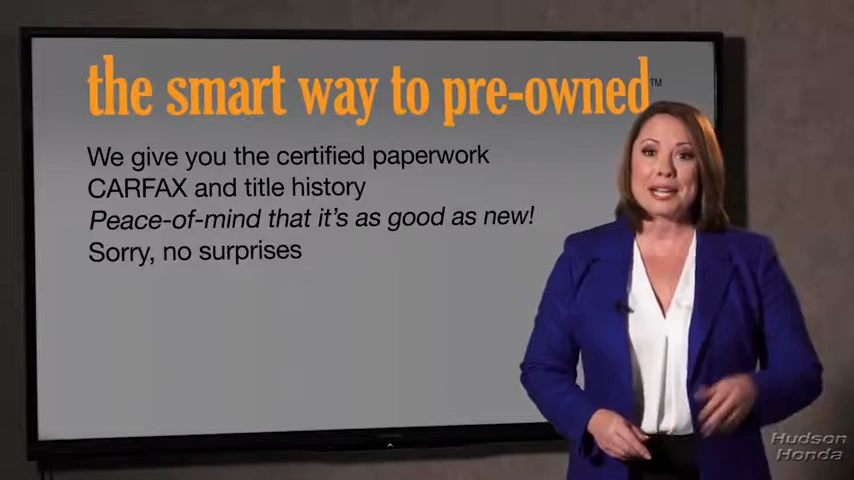 the smart way to pre-owned™
We give you the certified paperwork
CARFAX and title history
Peace-of-mind that it's as good as new!
Sorry, no surprises
Hudson
Honda